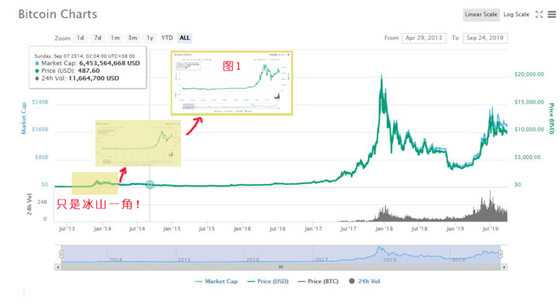 Bitcoin Charts
Linear Scale Log Scale
Zoom 1d 7d 1m 3m 1y YTD ALL
From Apr 29, 2013 To Sep 24, 2019
Sunday, Sep 07 2014, 02:04:00 UTC+08:00
Market Cap: 6,453,564,668 USD
Price (USD): 487.60
24h Vol: 11,664,700 USD
图1
Market Cap
$240B
$160B
$80B
$0
$20,000.00
$15,000.00
$10,000.00
$5,000.00
$0
Price (USD)
只是冰山一角!
24h Vol
24B
0
Jul '13 Jan '14 Jul '14 Jan '15 Jul '15 Jan '16 Jul '16 Jan '17 Jul '17 Jan '18 Jul '18 Jan '19 Jul '19
2014 2015 2016 2017 2018 2019
Market Cap Price (USD) Price (BTC) 24h Vol